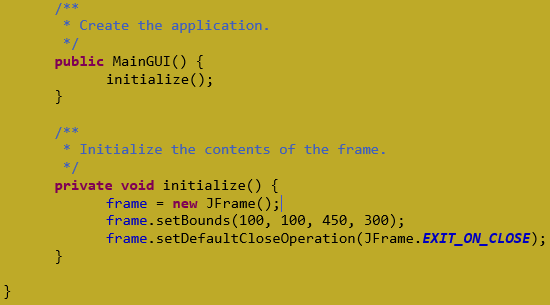 /**
 * Create the application.
 */
public MainGUI() {
initialize();
}
/**
 * Initialize the contents of the frame.
 */
private void initialize() {
frame = new JFrame();
frame.setBounds(100, 100, 450, 300);
frame.setDefaultCloseOperation(JFrame.EXIT_ON_CLOSE);
}
}